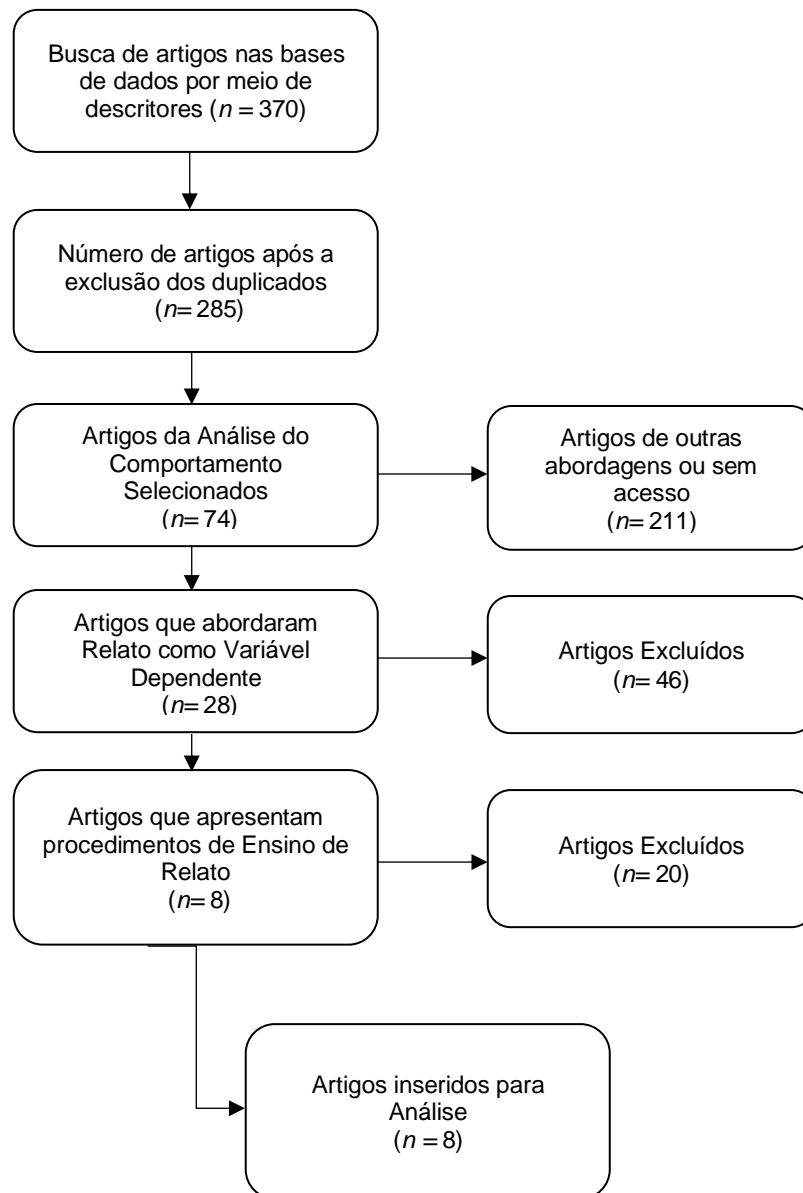 Busca de artigos nas bases
de dados por meio de
descritores (n = 370)
Número de artigos após a
exclusão dos duplicados
(n= 285)
Artigos da Análise do
Comportamento
Selecionados
(n= 74)
Artigos de outras
abordagens ou sem
acesso
(n= 211)
Artigos que abordaram
Relato como Variável
Dependente
(n= 28)
Artigos Excluídos
(n= 46)
Artigos que apresentam
procedimentos de Ensino de
Relato
(n= 8)
Artigos Excluídos
(n= 20)
Artigos inseridos para
Análise
(n = 8)